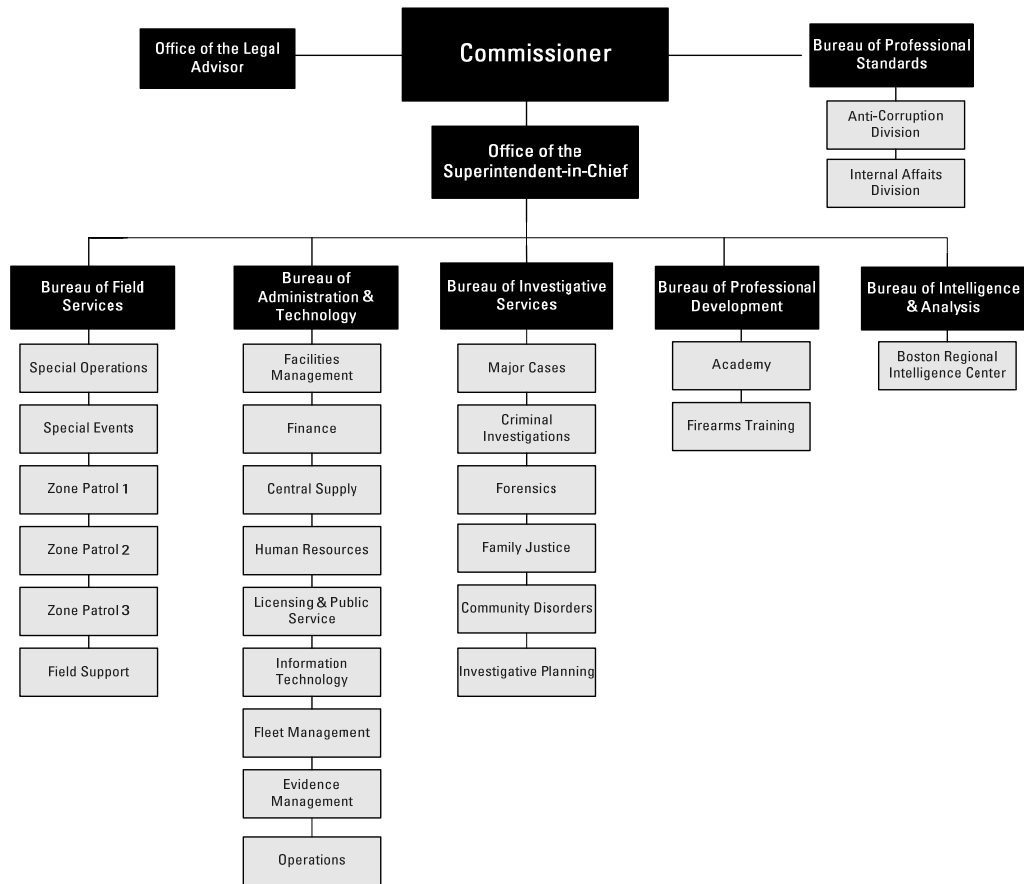 Office of the Legal
Advisor
Commissioner
Bureau of Professional
Standards
Anti-Corruption
Division
Internal Affaits
Division
Office of the
Superintendent-in-Chief
Bureau of Field
Services
Special Operations
Special Events
Zone Patrol 1
Zone Patrol 2
Zone Patrol 3
Field Support
Bureau of
Administration &
Technology
Facilities
Management
Finance
Central Supply
Human Resources
Licensing & Public
Service
Information
Technology
Fleet Management
Evidence
Management
Operations
Bureau of Investigative
Services
Major Cases
Criminal
Investigations
Forensics
Family Justice
Community Disorders
Investigative Planning
Bureau of Professional
Development
Academy
Firearms Training
Bureau of Intelligence
& Analysis
Boston Regional
Intelligence Center